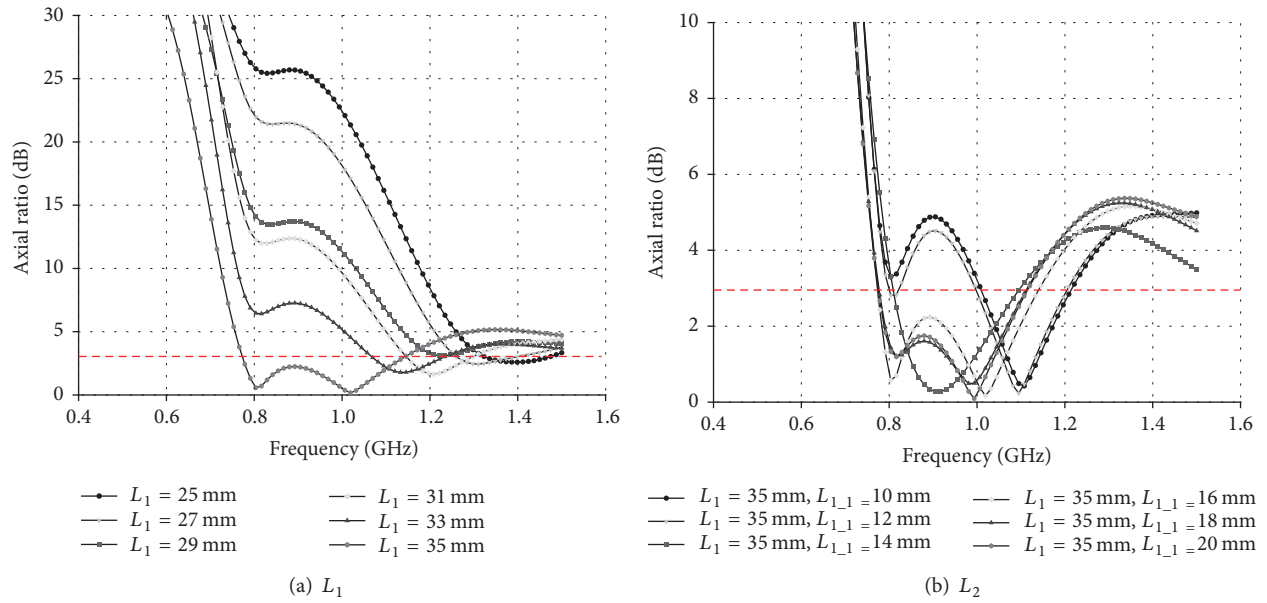 30
25
20
15
10
5
0
Axial ratio (dB)
0.4 0.6 0.8 1.0 1.2 1.4 1.6
Frequency (GHz)
L1 = 25 mm
L1 = 27 mm
L1 = 29 mm
L1 = 31 mm
L1 = 33 mm
L1 = 35 mm
(a) L1
10
8
6
4
2
0
Axial ratio (dB)
0.4 0.6 0.8 1.0 1.2 1.4 1.6
Frequency (GHz)
L1 = 35 mm, L1_1 = 10 mm
L1 = 35 mm, L1_1 = 12 mm
L1 = 35 mm, L1_1 = 14 mm
L1 = 35 mm, L1_1 = 16 mm
L1 = 35 mm, L1_1 = 18 mm
L1 = 35 mm, L1_1 = 20 mm
(b) L2